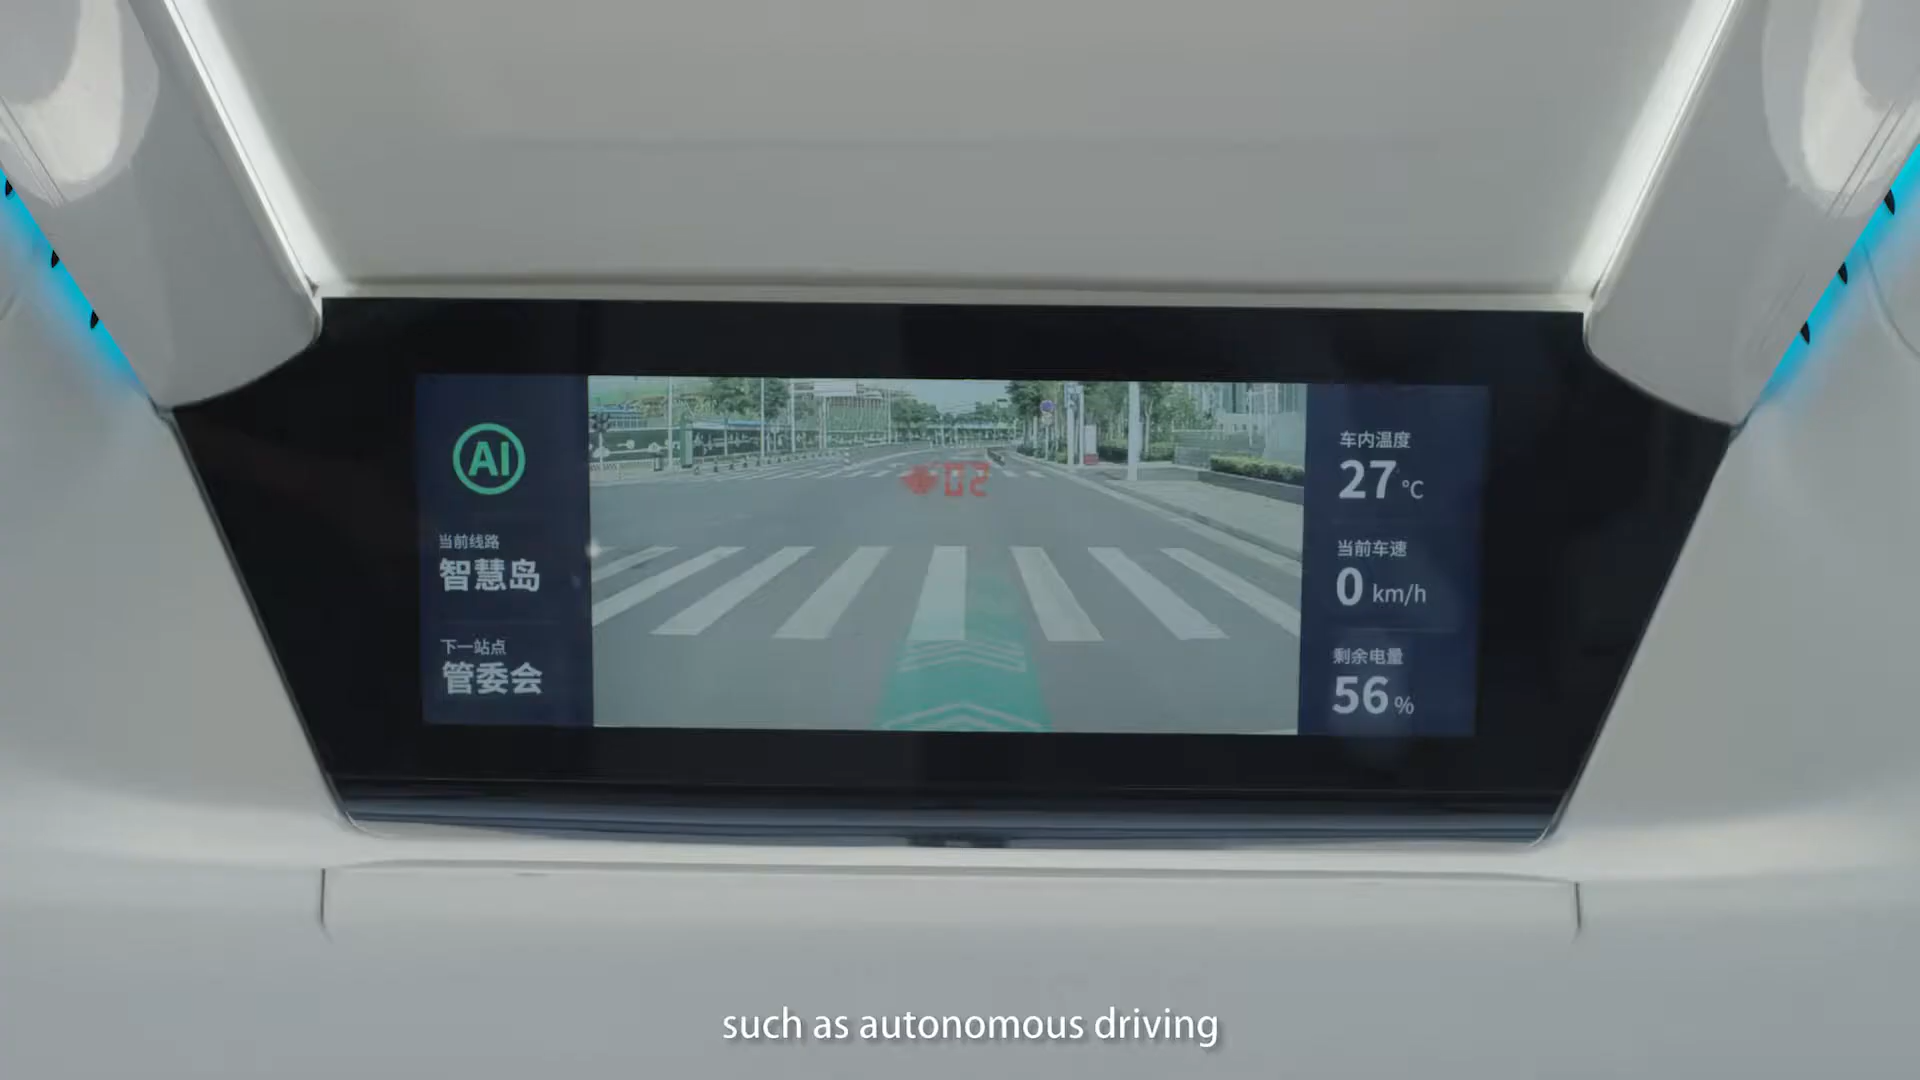 AI
当前线路
智慧岛
下一站点
管委会
车内温度
27 °C
当前车速
0 km/h
剩余电量
56 %
such as autonomous driving